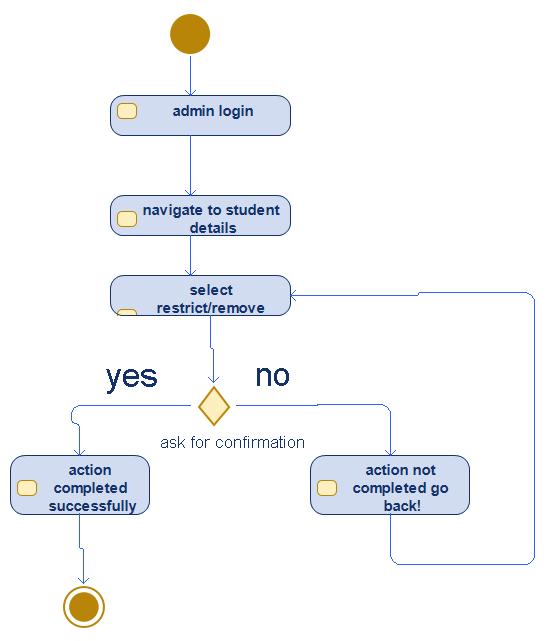 admin login
navigate to student
details
select
restrict/remove
yes
no
ask for confirmation
action
completed
successfully
action not
completed go
back!